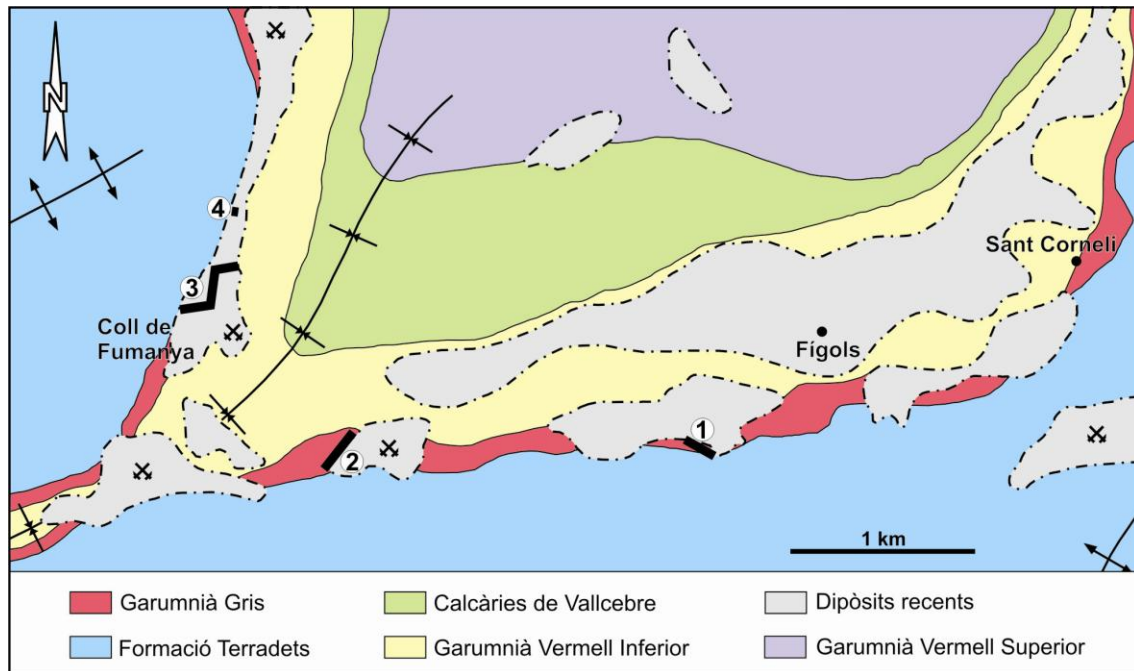 N
4
3
Coll de
Fumanya
Sant Corneli
Fígols
1
2
1 km
Garumnià Gris
Calcàries de Vallcebre
Dipòsits recents
Formació Terradets
Garumnià Vermell Inferior
Garumnià Vermell Superior